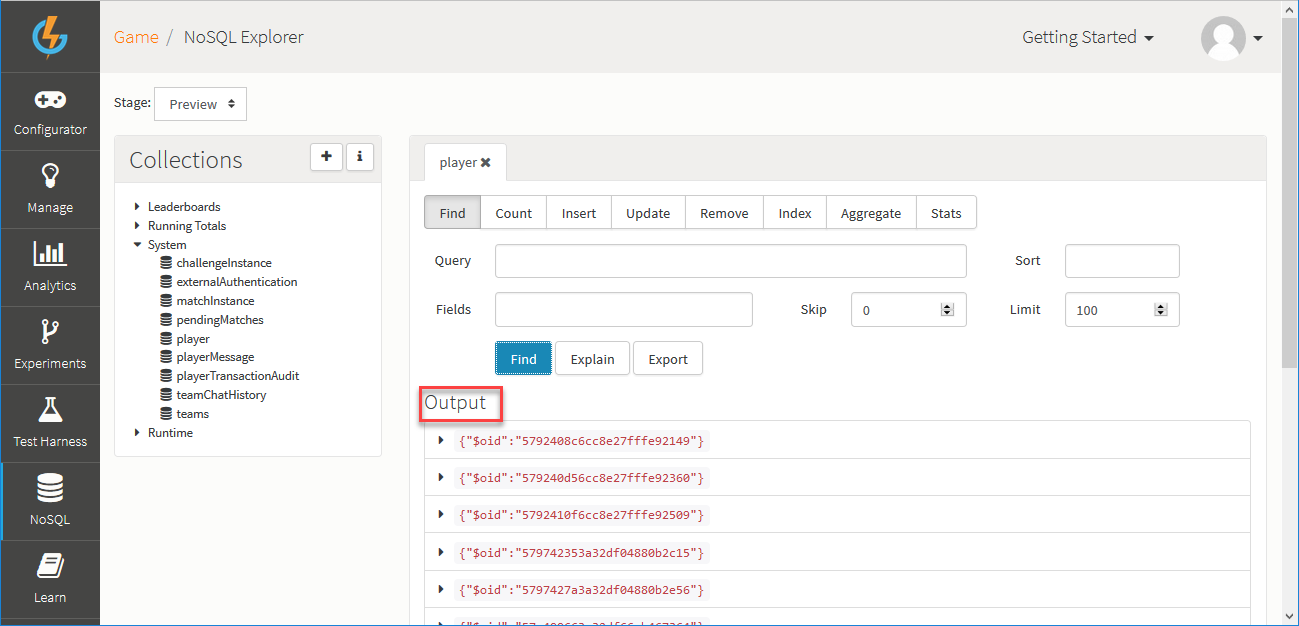 Game / NoSQL Explorer
Getting Started
Configurator
Manage
Analytics
Experiments
Test Harness
NoSQL
Learn
Stage: Preview
Collections
Leaderboards
Running Totals
System
challengeInstance
externalAuthentication
matchInstance
pendingMatches
player
playerMessage
playerTransactionAudit
teamChatHistory
teams
Runtime
player
Find Count Insert Update Remove Index Aggregate Stats
Query Sort
Fields Skip 0 Limit 100
Find Explain Export
Output
{"$oid":"5792408c6cc8e27fffe92149"}
{"$oid":"579240d56cc8e27fffe92360"}
{"$oid":"5792410f6cc8e27fffe92509"}
{"$oid":"579742353a32df04880b2c15"}
{"$oid":"5797427a3a32df04880b2e56"}